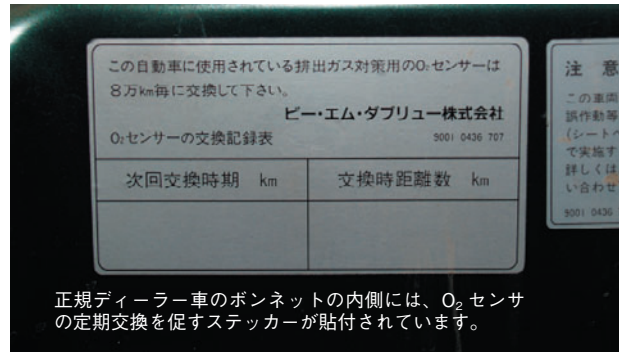 この自動車に使用されている排出ガス対策用のO₂センサーは
8万km毎に交換して下さい。
ビー・エム・ダブリュー株式会社
O₂センサーの交換記録表
9001 0436 707
次回交換時期 km
交換時距離数 km
注 意
この車両
誤作動等
(シートベ
で実施す
詳しくは
い合わせ
9001 0436
正規ディーラー車のボンネットの内側には、O₂センサ
の定期交換を促すステッカーが貼付されています。